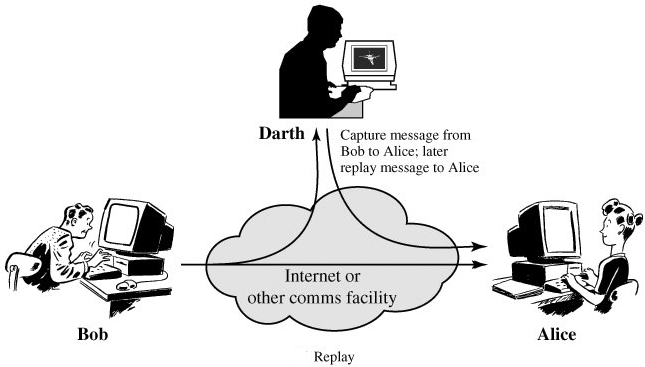 Darth
Capture message from
Bob to Alice; later
replay message to Alice
Internet or
other comms facility
Bob
Alice
Replay